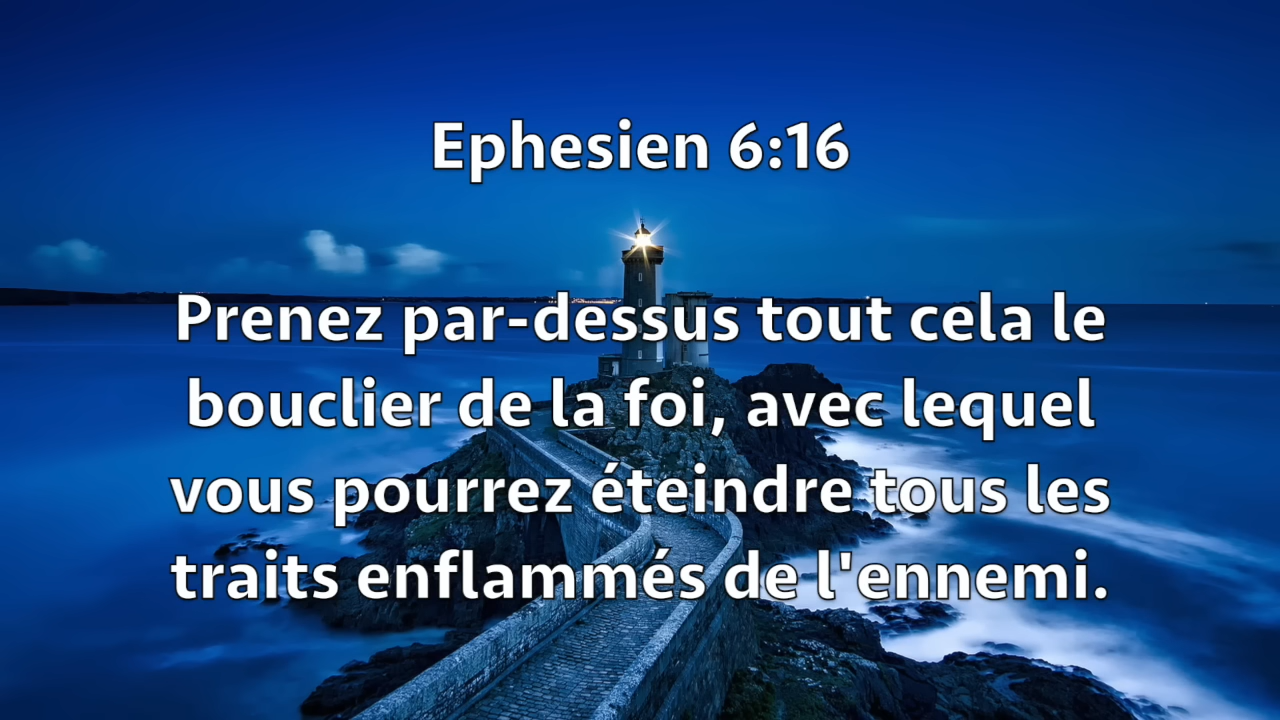 Ephesien 6:16
Prenez par-dessus tout cela le
bouclier de la foi, avec lequel
vous pourrez éteindre tous les
traits enflammés de l'ennemi.